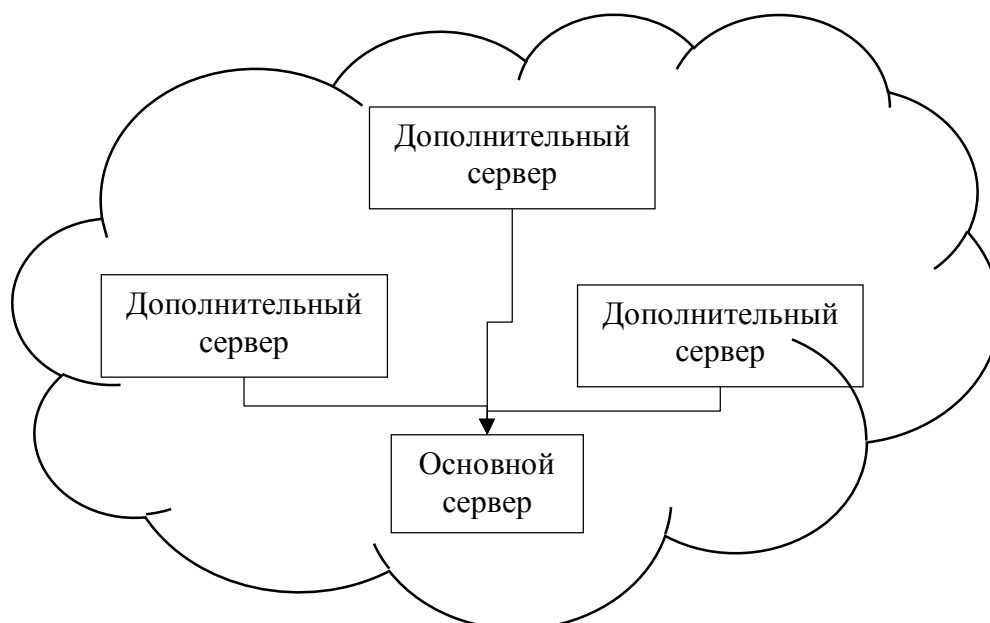 Дополнительный
сервер
Дополнительный
сервер
Дополнительный
сервер
Основной
сервер